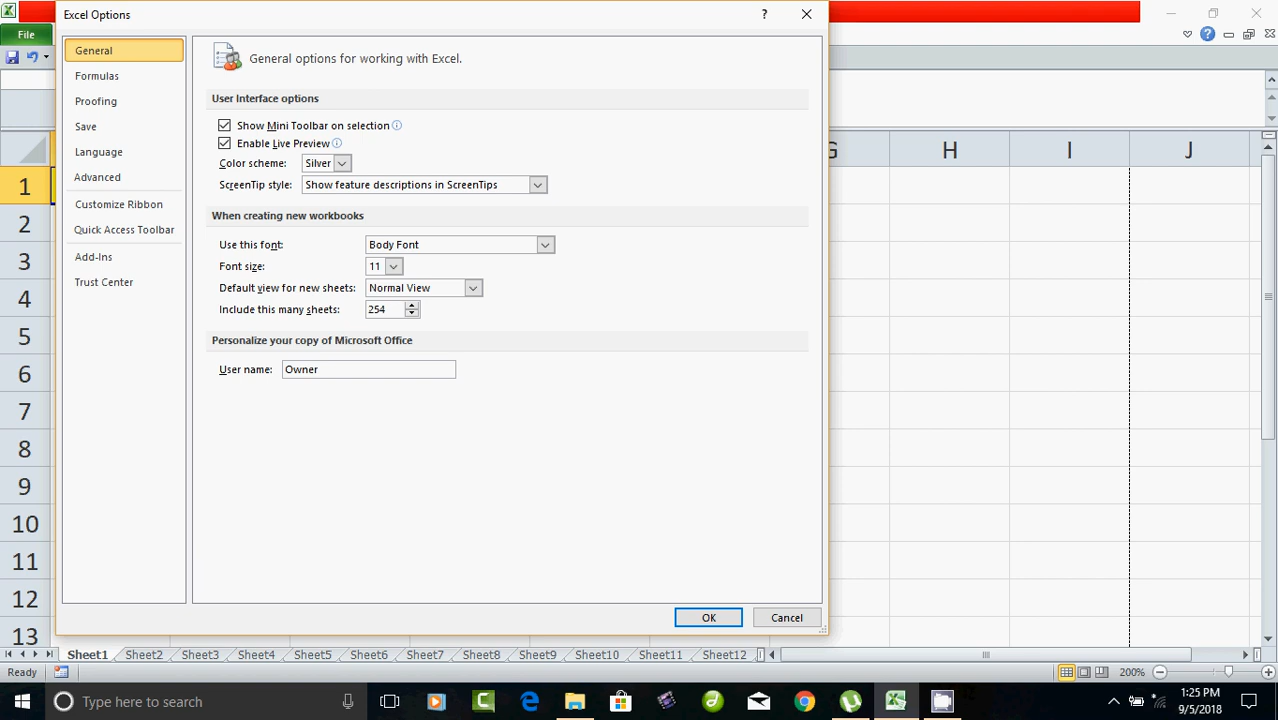 Excel Options
?
File
General
Formulas
Proofing
Save
Language
Advanced
Customize Ribbon
Quick Access Toolbar
Add-Ins
Trust Center
General options for working with Excel.
User Interface options
Show Mini Toolbar on selection
Enable Live Preview
Color scheme: Silver
ScreenTip style: Show feature descriptions in ScreenTips
When creating new workbooks
Use this font: Body Font
Font size: 11
Default view for new sheets: Normal View
Include this many sheets: 254
Personalize your copy of Microsoft Office
User name: Owner
OK Cancel
G H I J
1
2
3
4
5
6
7
8
9
10
11
12
13
Sheet1 Sheet2 Sheet3 Sheet4 Sheet5 Sheet6 Sheet7 Sheet8 Sheet9 Sheet10 Sheet11 Sheet12
Ready 200%
Type here to search
1:25 PM
9/5/2018